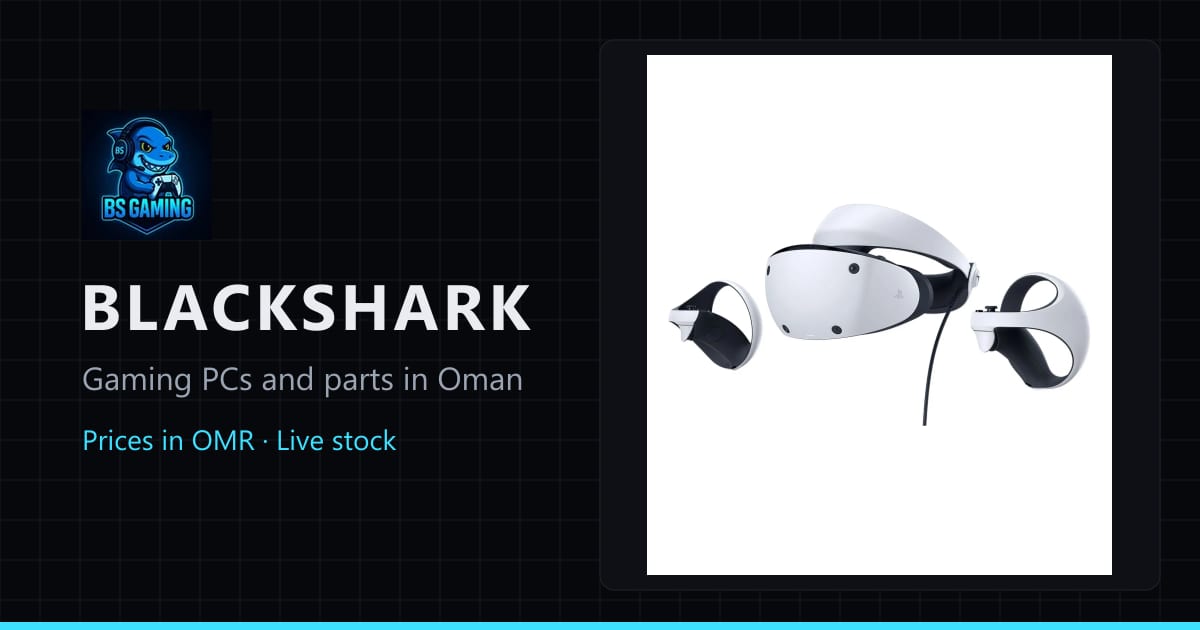 BS
BS GAMING
BLACKSHARK
Gaming PCs and parts in Oman
Prices in OMR · Live stock